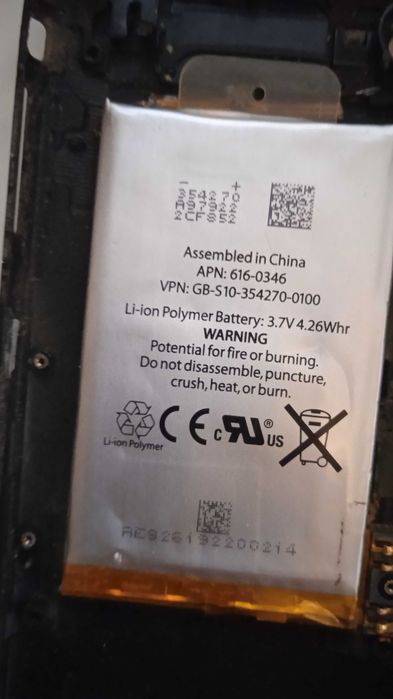 Assembled in China
APN: 616-0346
VPN: GB-S10-354270-0100
Li-ion Polymer Battery: 3.7V 4.26Whr
WARNING
Potential for fire or burning.
Do not disassemble, puncture,
crush, heat, or burn.
CE c RU® US
Li-ion Polymer
AE926192200214